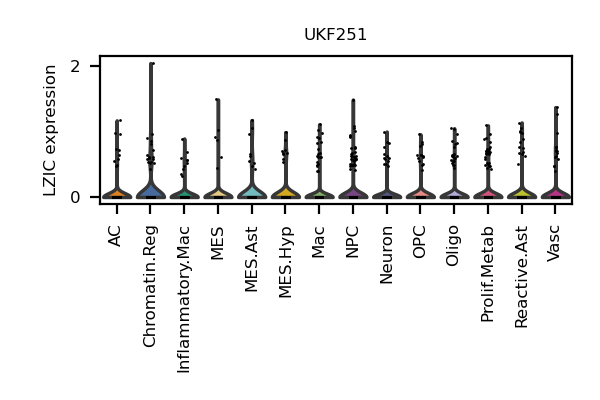 UKF251
LZIC expression
2
0
AC
Chromatin.Reg
Inflammatory.Mac
MES
MES.Ast
MES.Hyp
Mac
NPC
Neuron
OPC
Oligo
Prolif.Metab
Reactive.Ast
Vasc